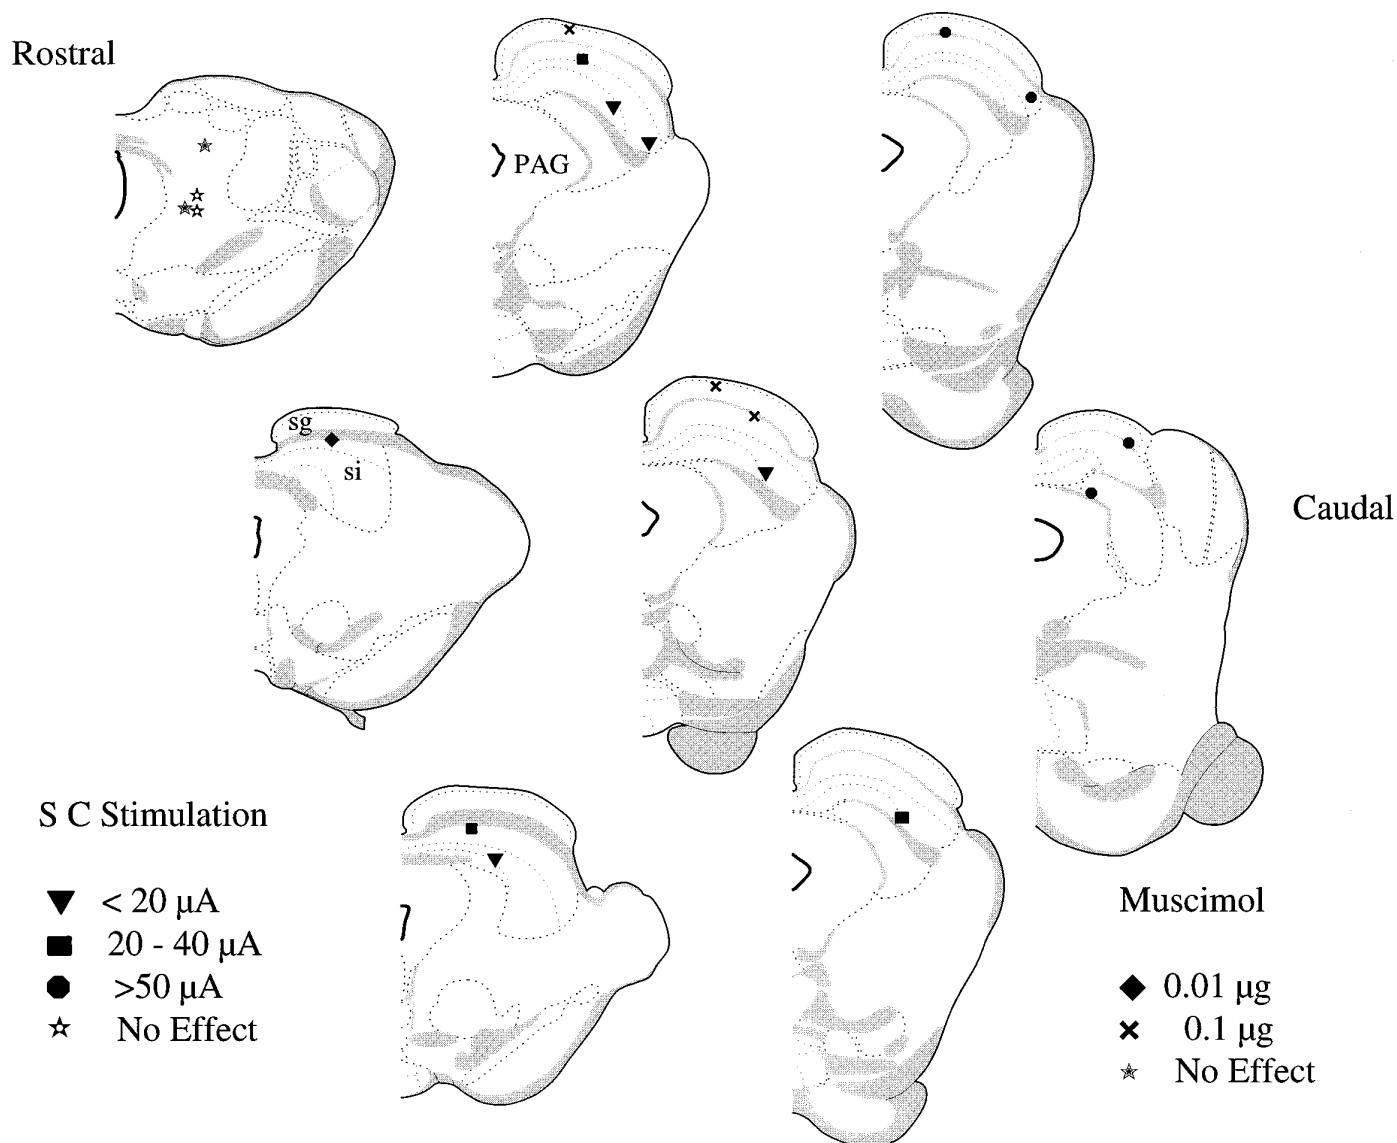 Rostral
PAG
sg
si
Caudal
S C Stimulation
< 20 µA
20 - 40 µA
>50 µA
No Effect
Muscimol
0.01 µg
0.1 µg
No Effect